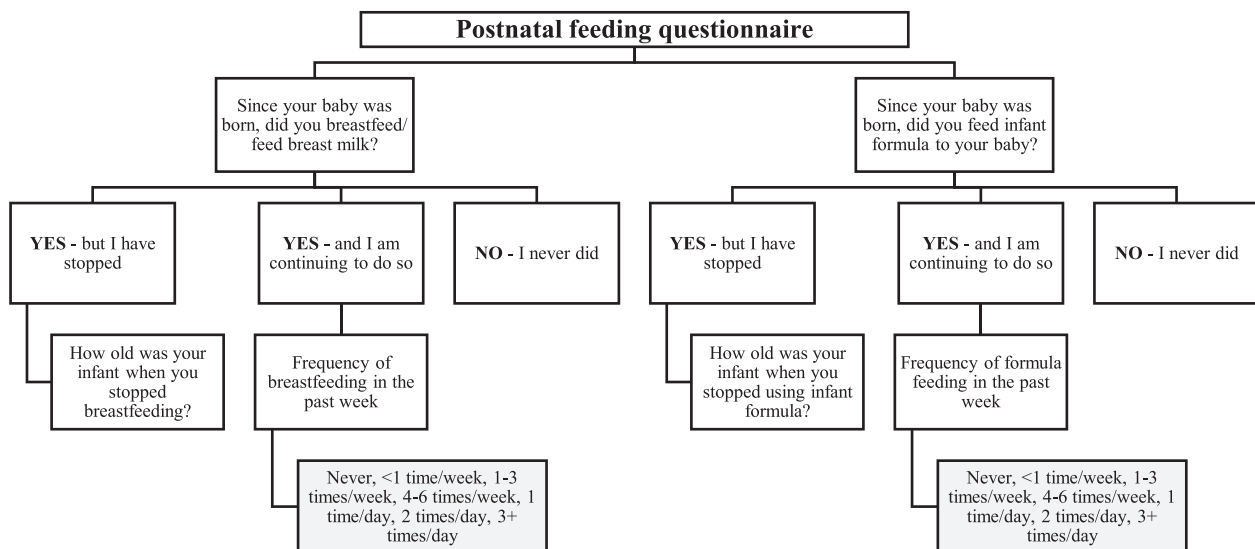 Postnatal feeding questionnaire
Since your baby was
born, did you breastfeed/
feed breast milk?
YES - but I have
stopped
How old was your
infant when you
stopped
breastfeeding?
YES - and I am
continuing to do so
Frequency of
breastfeeding in the
past week
Never, <1 time/week, 1-3
times/week, 4-6 times/week, 1
time/day, 2 times/day, 3+
times/day
NO - I never did
Since your baby was
born, did you feed infant
formula to your baby?
YES - but I have
stopped
How old was your
infant when you
stopped using infant
formula?
YES - and I am
continuing to do so
Frequency of formula
feeding in the past
week
Never, <1 time/week, 1-3
times/week, 4-6 times/week, 1
time/day, 2 times/day, 3+
times/day
NO - I never did